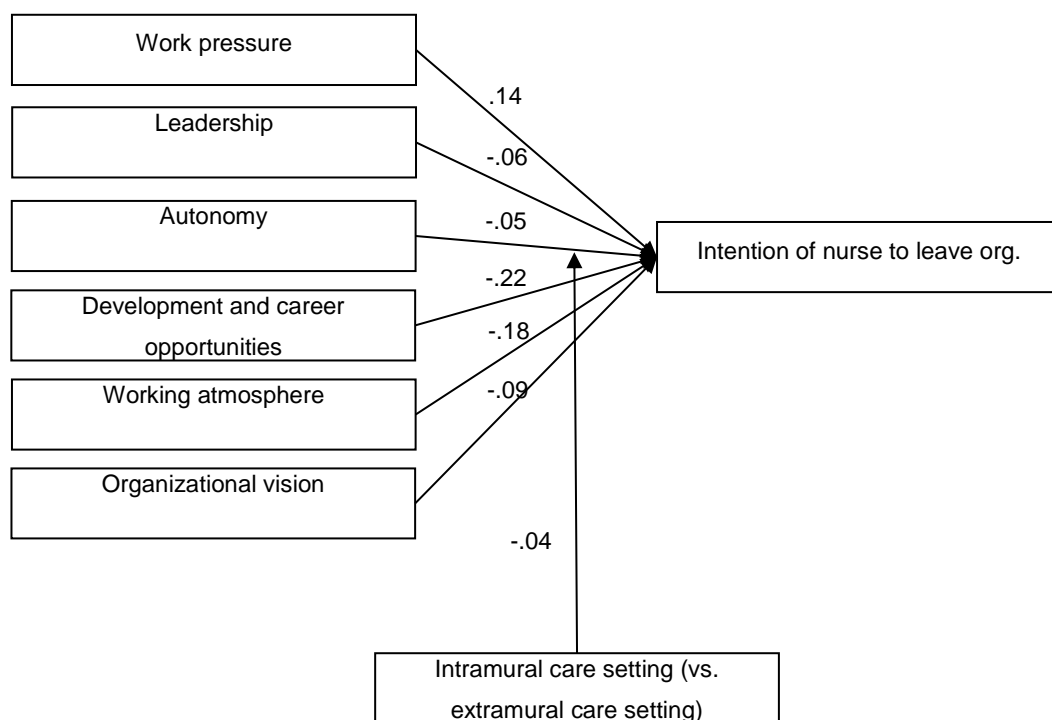 Work pressure
.14
Leadership
-.06
Autonomy
-.05
Intention of nurse to leave org.
-.22
Development and career
opportunities
-.18
Working atmosphere
-.09
Organizational vision
-.04
Intramural care setting (vs.
extramural care setting)